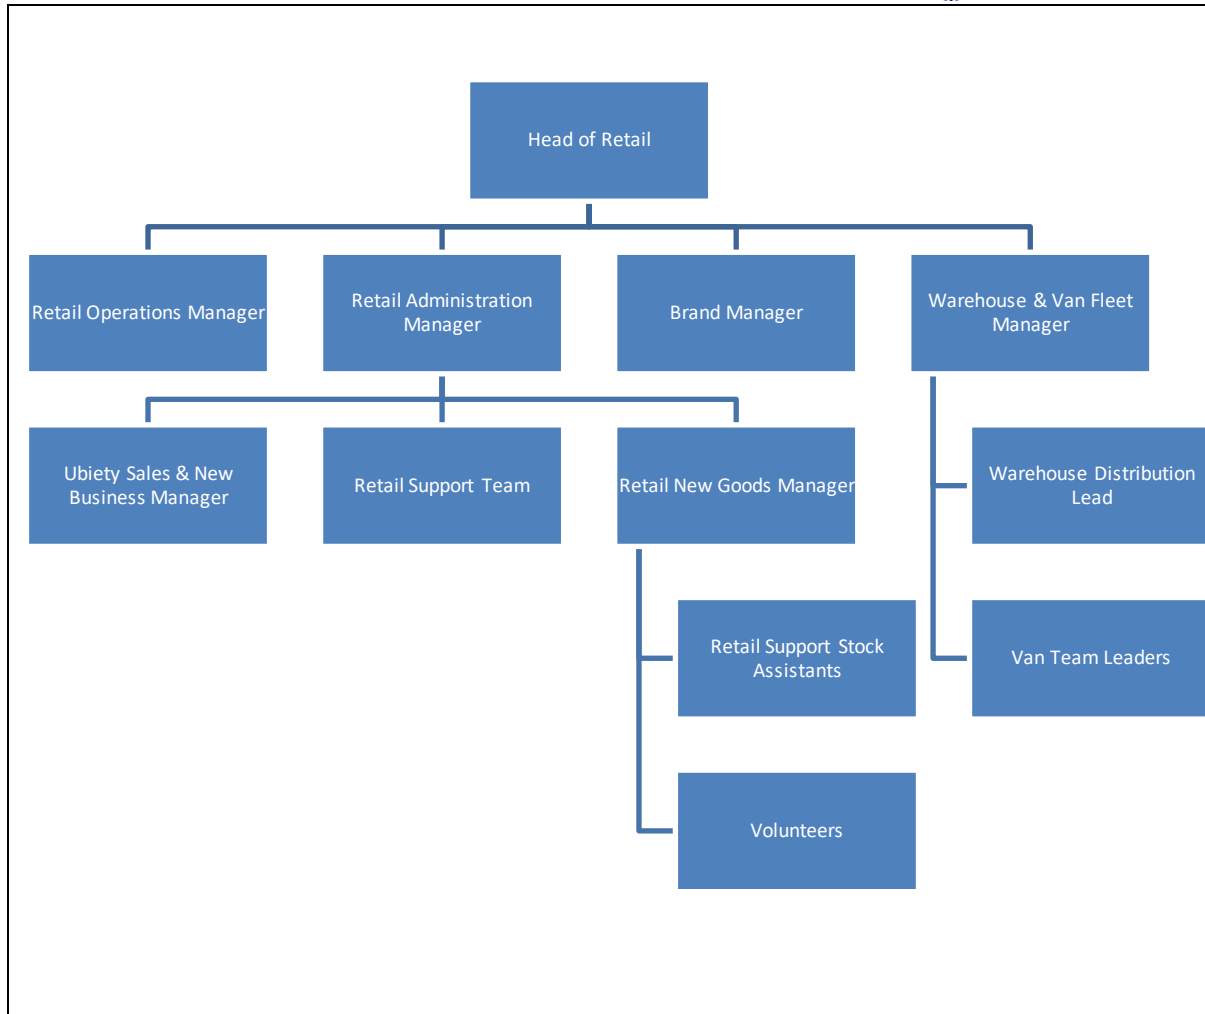 Head of Retail
Retail Operations Manager
Retail Administration
Manager
Brand Manager
Warehouse & Van Fleet
Manager
Ubiety Sales & New
Business Manager
Retail Support Team
Retail New Goods Manager
Warehouse Distribution
Lead
Retail Support Stock
Assistants
Van Team Leaders
Volunteers